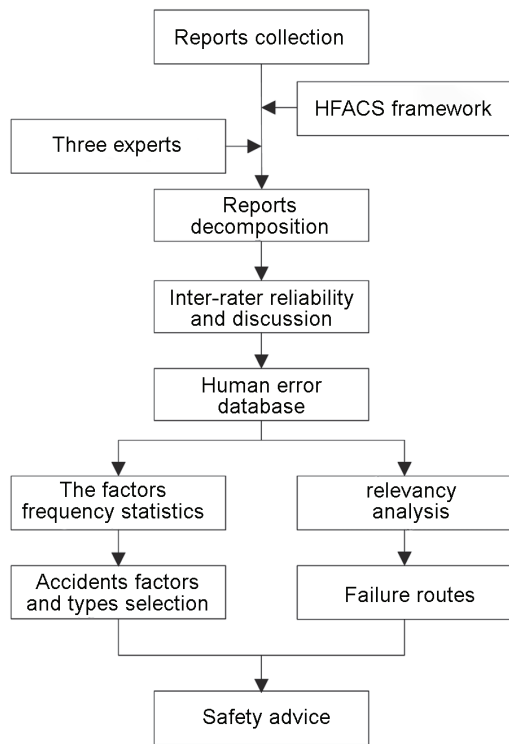 Reports collection
HFACS framework
Three experts
Reports
decomposition
Inter-rater reliability
and discussion
Human error
database
The factors
frequency statistics
relevancy
analysis
Accidents factors
and types selection
Failure routes
Safety advice